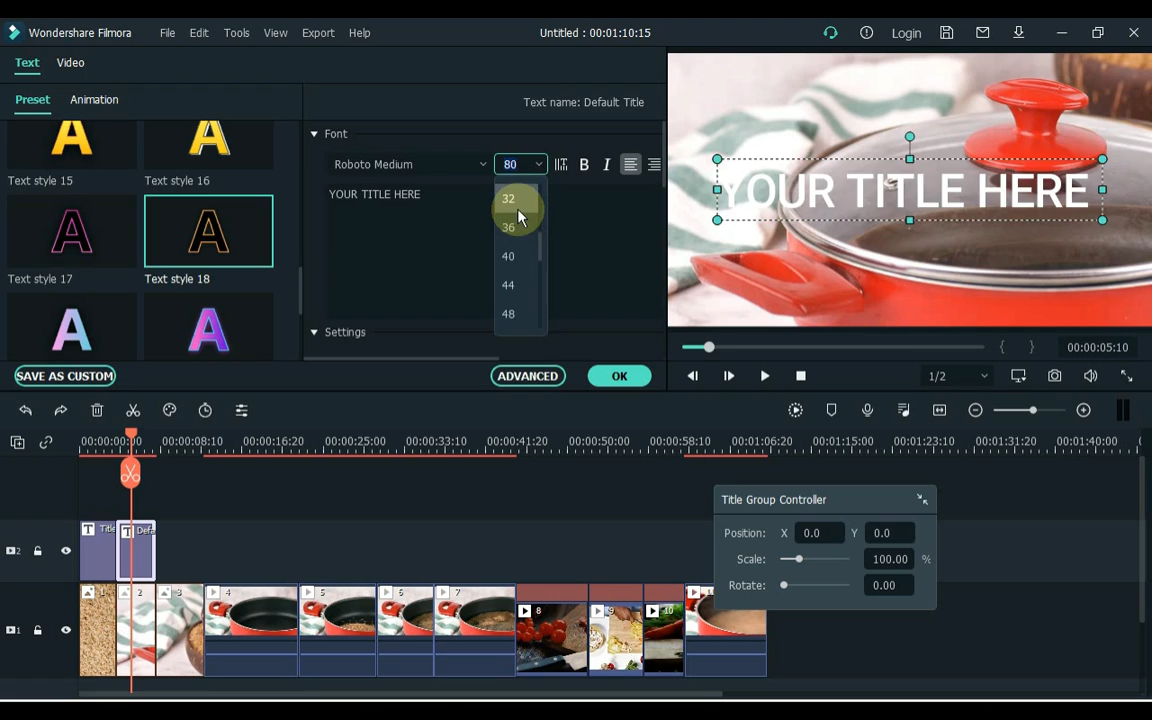 Wondershare Filmora File Edit Tools View Export Help Untitled : 00:01:10:15 Login
Text Video
Preset Animation Text name: Default Title
Font
Roboto Medium 80 B I
YOUR TITLE HERE
32
36
40
44
48
Text style 15 Text style 16
Text style 17 Text style 18
Settings
SAVE AS CUSTOM ADVANCED OK
YOUR TITLE HERE
{ } 00:00:05:10
1/2
00:00:00:00 00:00:08:10 00:00:16:20 00:00:25:00 00:00:33:10 00:00:41:20 00:00:50:00 00:00:58:10 00:01:06:20 00:01:15:00 00:01:23:10 00:01:31:20 00:01:40:00
Title Group Controller
Position: X 0.0 Y 0.0
Scale: 100.00 %
Rotate: 0.00
2 T Title T Defa
1 1 2 3 4 5 6 7 8 9 10